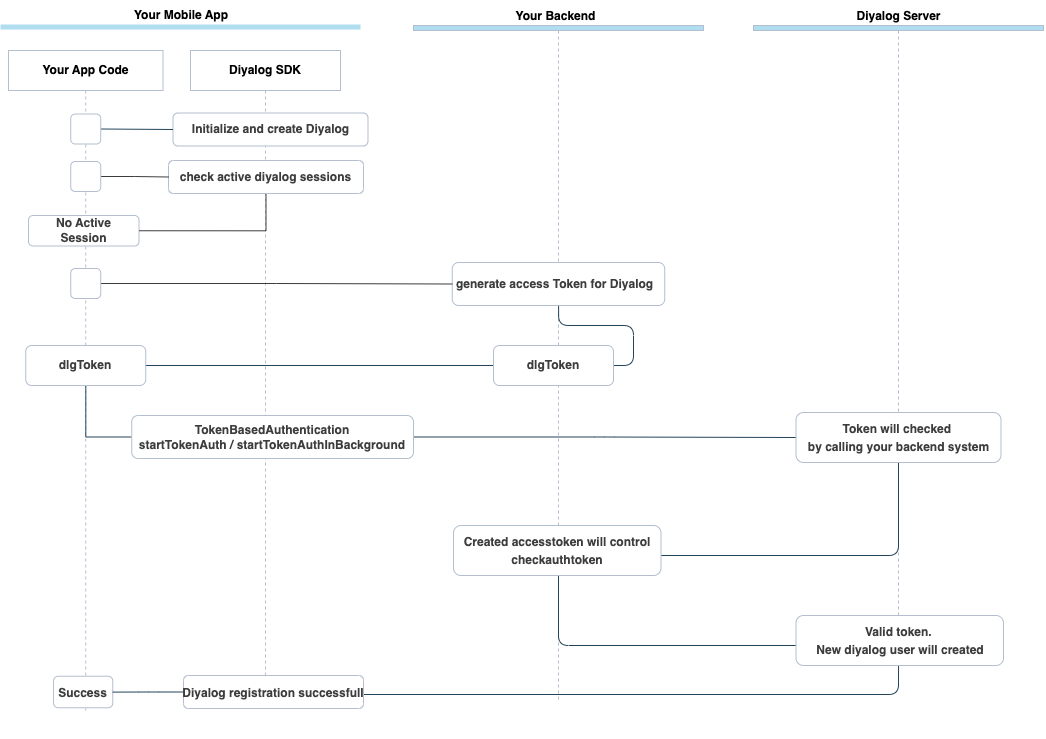 Your Mobile App
Your Backend
Diyalog Server
Your App Code
Diyalog SDK
Initialize and create Diyalog
check active diyalog sessions
No Active
Session
generate access Token for Diyalog
dlgToken
dlgToken
TokenBasedAuthentication
startTokenAuth / startTokenAuthInBackground
Token will checked
by calling your backend system
Created accesstoken will control
checkauthtoken
Valid token.
New diyalog user will created
Success
Diyalog registration successfull